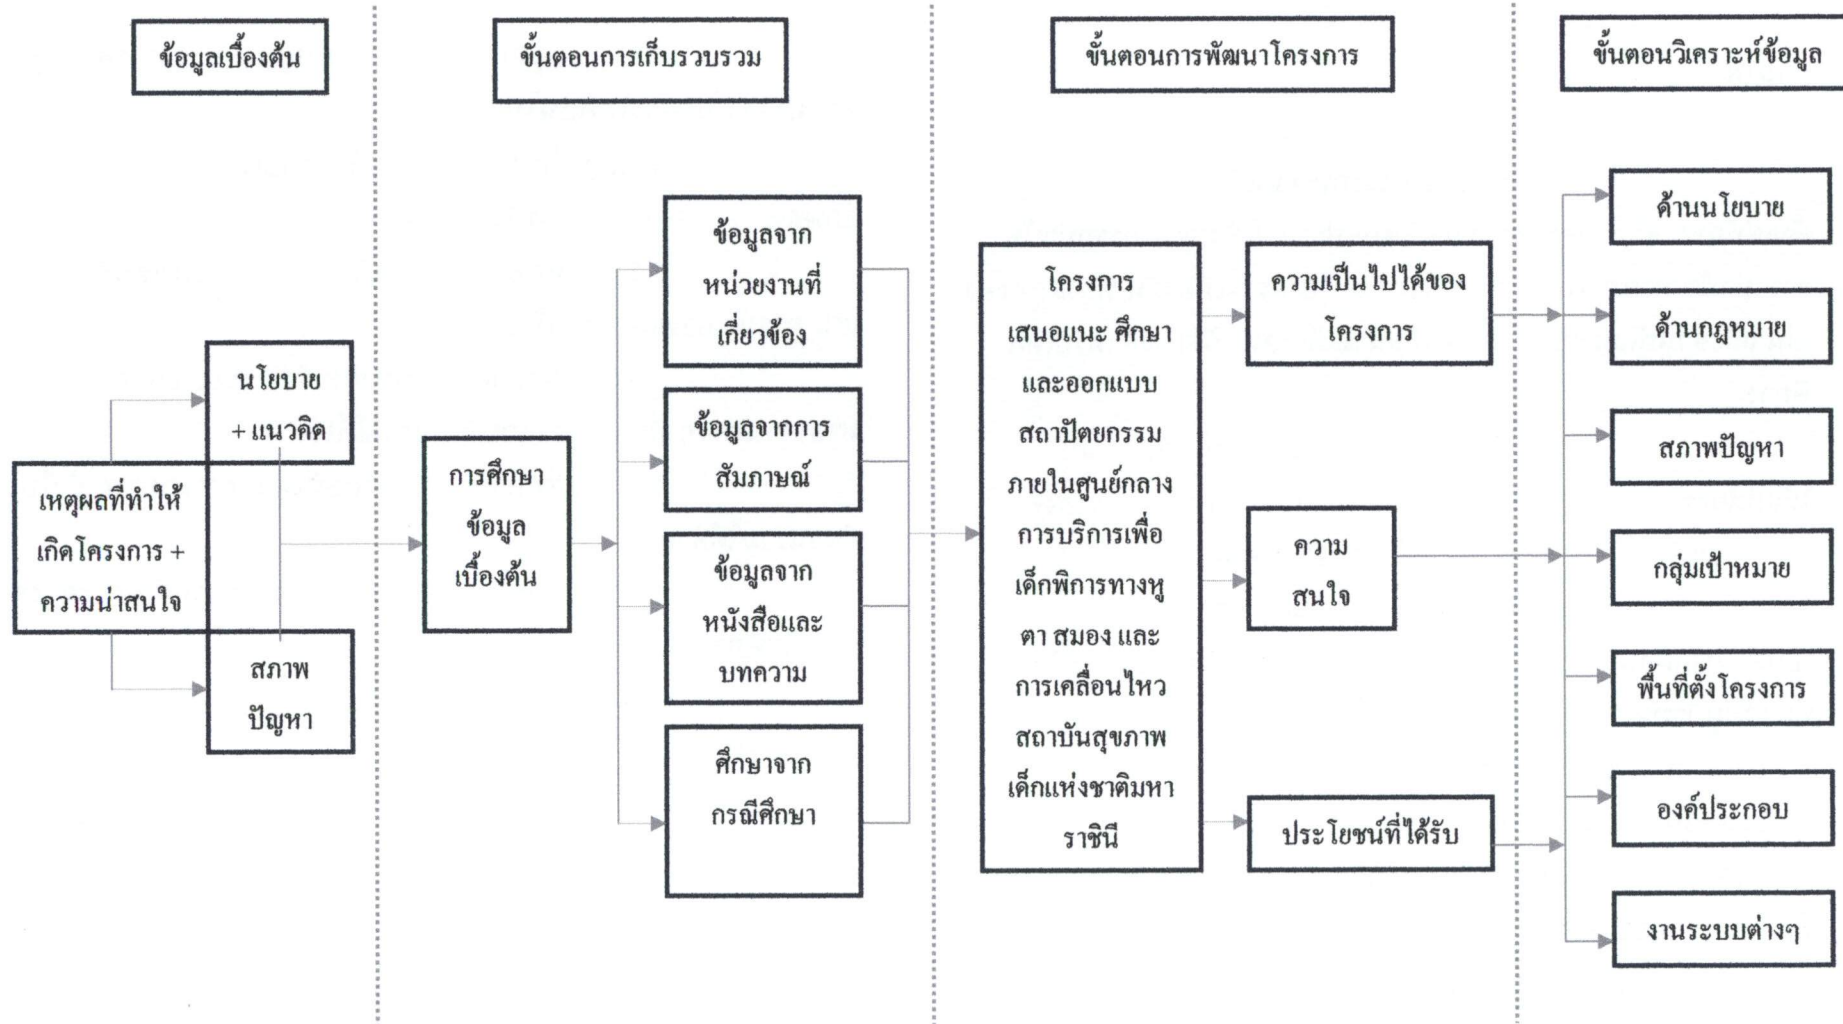 ข้อมูลเบื้องต้น
ขั้นตอนการเก็บรวบรวม
ขั้นตอนการพัฒนาโครงการ
ขั้นตอนวิเคราะห์ข้อมูล
เหตุผลที่ทำให้
เกิดโครงการ +
ความน่าสนใจ
นโยบาย
+ แนวคิด
สภาพ
ปัญหา
การศึกษา
ข้อมูล
เบื้องต้น
ข้อมูลจาก
หน่วยงานที่
เกี่ยวข้อง
ข้อมูลจากการ
สัมภาษณ์
ข้อมูลจาก
หนังสือและ
บทความ
ศึกษาจาก
กรณีศึกษา
โครงการ
เสนอแนะ ศึกษา
และออกแบบ
สถาปัตยกรรม
ภายในศูนย์กลาง
การบริการเพื่อ
เด็กพิการทางหู
ตา สมอง และ
การเคลื่อนไหว
สถาบันสุขภาพ
เด็กแห่งชาติมหา
ราชินี
ความเป็นไปได้ของ
โครงการ
ความ
สนใจ
ประโยชน์ที่ได้รับ
ด้านนโยบาย
ด้านกฎหมาย
สภาพปัญหา
กลุ่มเป้าหมาย
พื้นที่ตั้งโครงการ
องค์ประกอบ
งานระบบต่างๆ